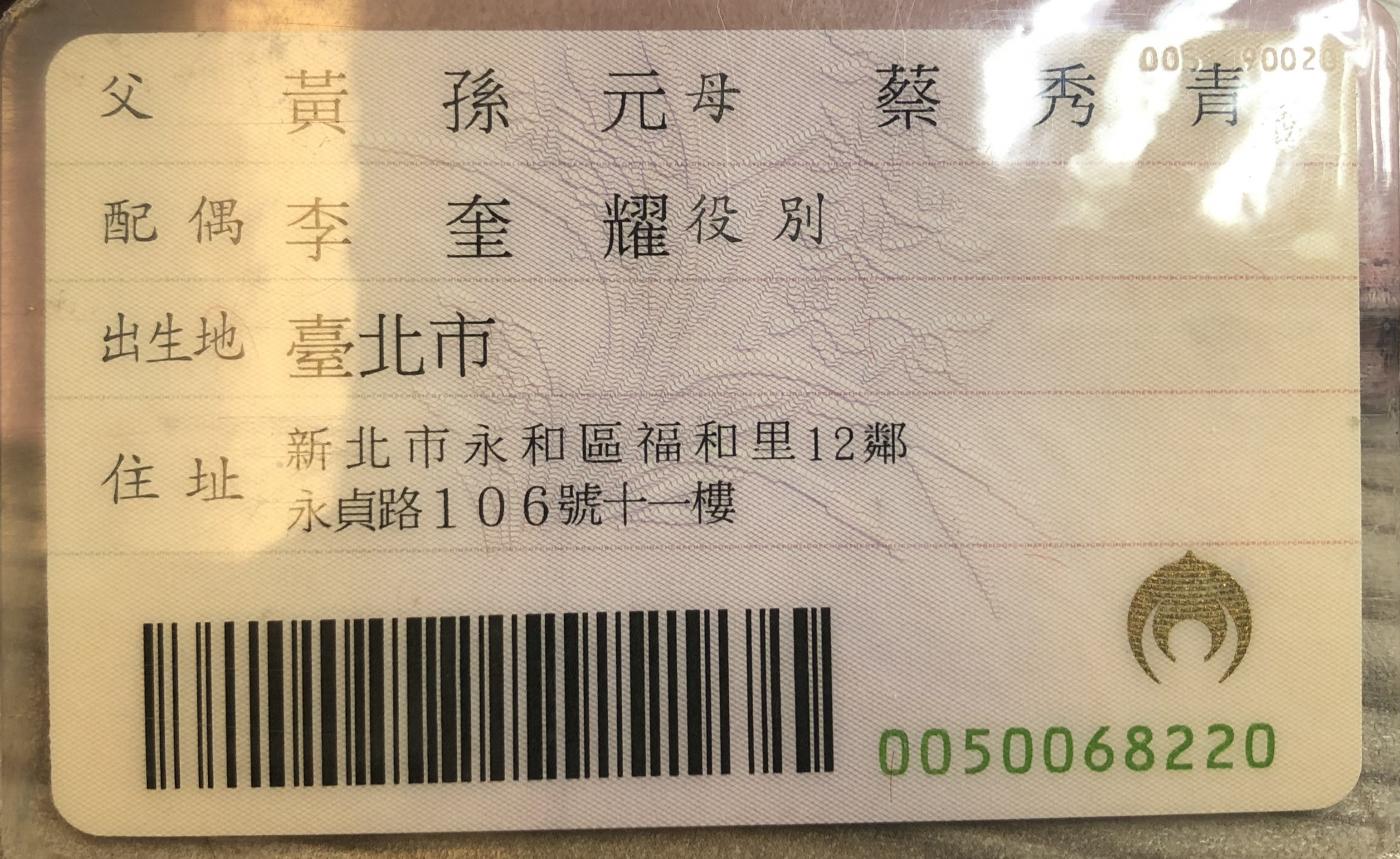 父 黃孫元 母 蔡秀青
配偶 李奎耀 役別
出生地 臺北市
住址 新北市永和區福和里12鄰
永貞路106號十一樓
0050068220